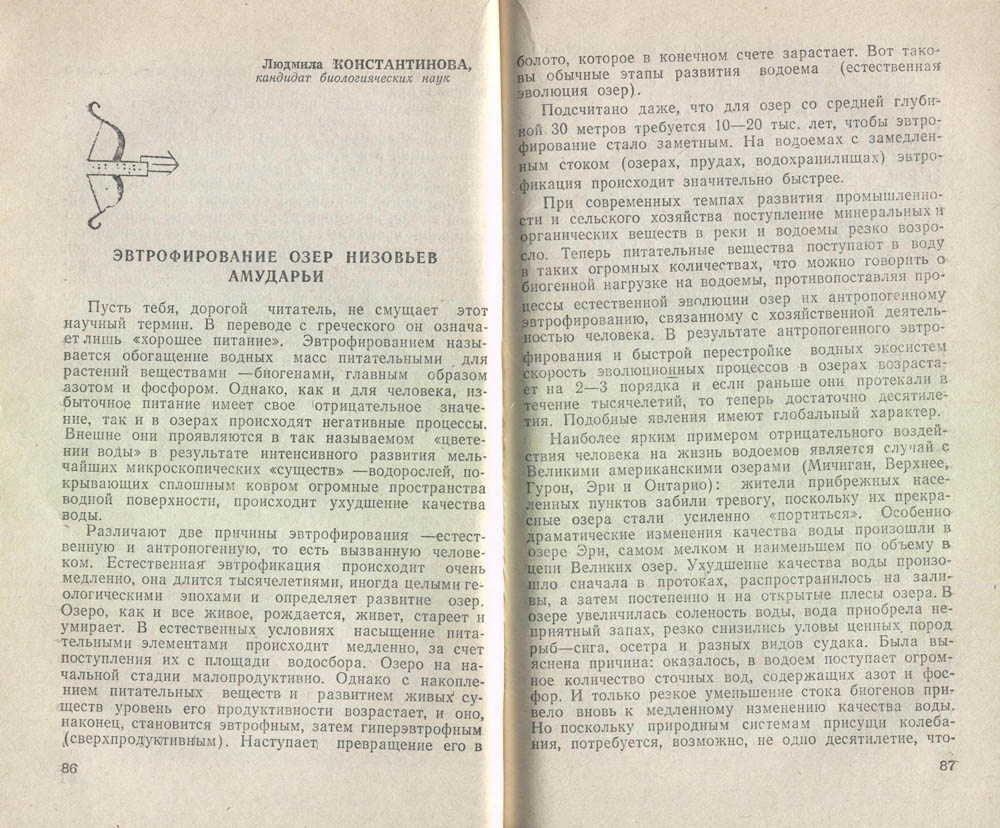 Людмила КОНСТАНТИНОВА,
кандидат биологических наук
ЭВТРОФИРОВАНИЕ ОЗЕР НИЗОВЬЕВ
АМУДАРЬИ
Пусть тебя, дорогой читатель, не смущает этот
научный термин. В переводе с греческого он означа-
ет лишь «хорошее питание». Эвтрофированием назы-
вается обогащение водных масс питательными для
растений веществами —биогенами, главным образом
азотом и фосфором. Однако, как и для человека, из-
быточное питание имеет свое отрицательное значе-
ние, так и в озерах происходят негативные процессы.
Внешне они проявляются в так называемом «цвете-
нии воды» в результате интенсивного развития мель-
чайших микроскопических «существ» —водорослей, по-
крывающих сплошным ковром огромные пространства
водной поверхности, происходит ухудшение качества
воды.
Различают две причины эвтрофирования —естест-
венную и антропогенную, то есть вызванную челове-
ком. Естественная эвтрофикация происходит очень
медленно, она длится тысячелетиями, иногда целыми ге-
ологическими эпохами и определяет развитие озер.
Озеро, как и все живое, рождается, живет, стареет и
умирает. В естественных условиях насыщение пита-
тельными элементами происходит медленно, за счет
поступления их с площади водосбора. Озеро на на-
чальной стадии малопродуктивно. Однако с накопле-
нием питательных веществ и развитием живых су-
ществ уровень его продуктивности возрастает, и оно,
наконец, становится эвтрофным, затем гиперэвтрофным
(сверхпродуктивным). Наступает превращение его в
86
болото, которое в конечном счете зарастает. Вот тако-
вы обычные этапы развития водоема (естественная
эволюция озер).
Подсчитано даже, что для озер со средней глуби-
ной 30 метров требуется 10—20 тыс. лет, чтобы эвтро-
фирование стало заметным. На водоемах с замедлен-
ным стоком (озерах, прудах, водохранилищах) эвтро-
фикация происходит значительно быстрее.
При современных темпах развития промышленно-
сти и сельского хозяйства поступление минеральных и
органических веществ в реки и водоемы резко возро-
сло. Теперь питательные вещества поступают в воду
в таких огромных количествах, что можно говорить о
биогенной нагрузке на водоемы, противопоставляя про-
цессы естественной эволюции озер их антропогенному
эвтрофированию, связанному с хозяйственной деятель-
ностью человека. В результате антропогенного эвтро-
фирования и быстрой перестройке водных экосистем
скорость эволюционных процессов в озерах возраста-
ет на 2—3 порядка и если раньше они протекали в
течение тысячелетий, то теперь достаточно десятиле-
тия. Подобные явления имеют глобальный характер.
Наиболее ярким примером отрицательного воздей-
ствия человека на жизнь водоемов является случай с
Великими американскими озерами (Мичиган, Верхнее,
Гурон, Эри и Онтарио): жители прибрежных насе-
ленных пунктов забили тревогу, поскольку их прекра-
сные озера стали усиленно «портиться». Особенно
драматические изменения качества воды произошли в
озере Эри, самом мелком и наименьшем по объему в
цепи Великих озер. Ухудшение качества воды произо-
шло сначала в протоках, распространилось на зали-
вы, а затем постепенно и на открытые плесы озера. В
озере увеличилась соленость воды, вода приобрела не-
приятный запах, резко снизились уловы ценных пород
рыб—сига, осетра и разных видов судака. Была вы-
яснена причина: оказалось, в водоем поступает огром-
ное количество сточных вод, содержащих азот и фос-
фор. И только резкое уменьшение стока биогенов при-
вело вновь к медленному изменению качества воды.
Но поскольку природным системам присущи колеба-
ния, потребуется, возможно, не одно десятилетие, что-
87